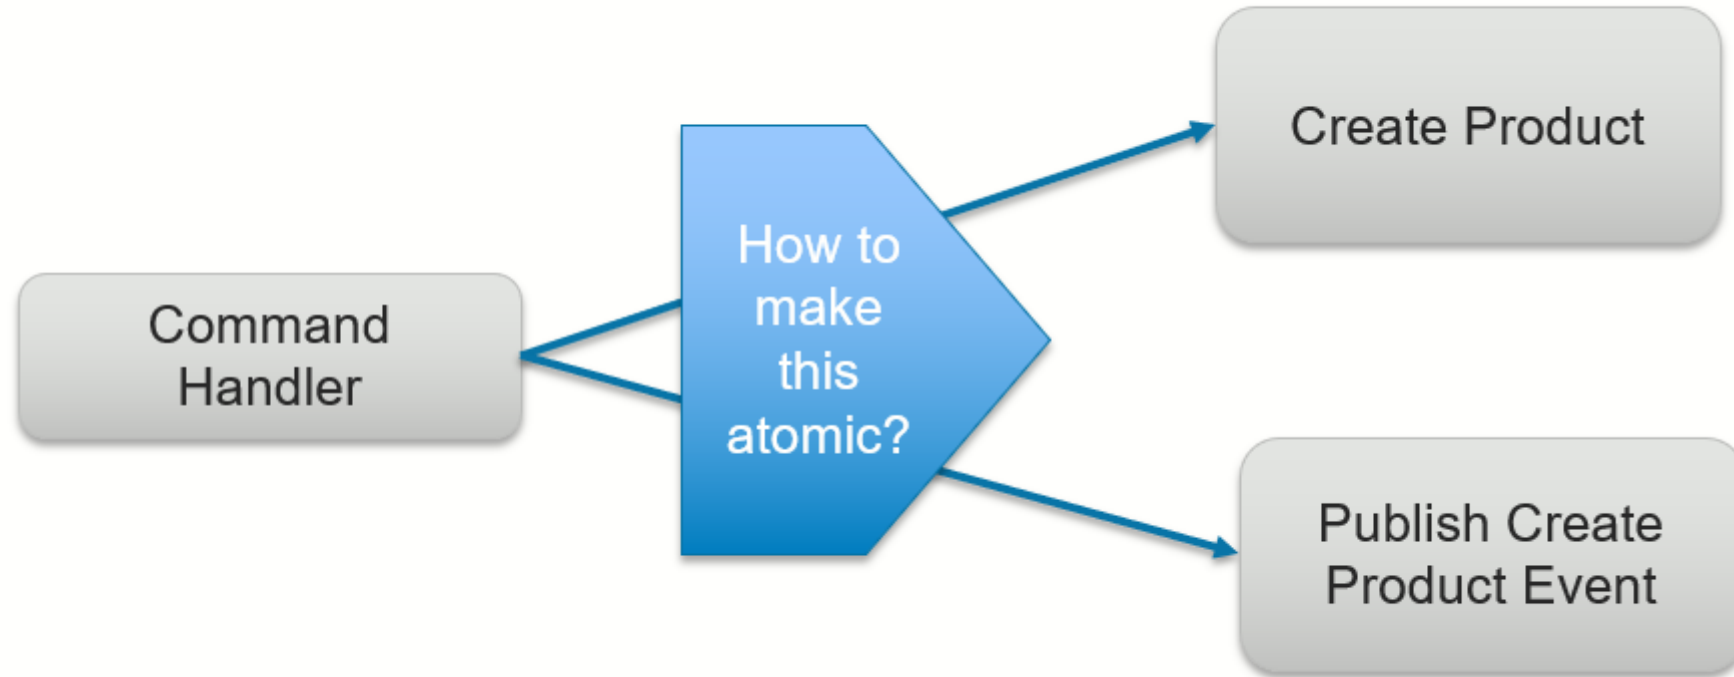 Command
Handler
How to
make
this
atomic?
Create Product
Publish Create
Product Event